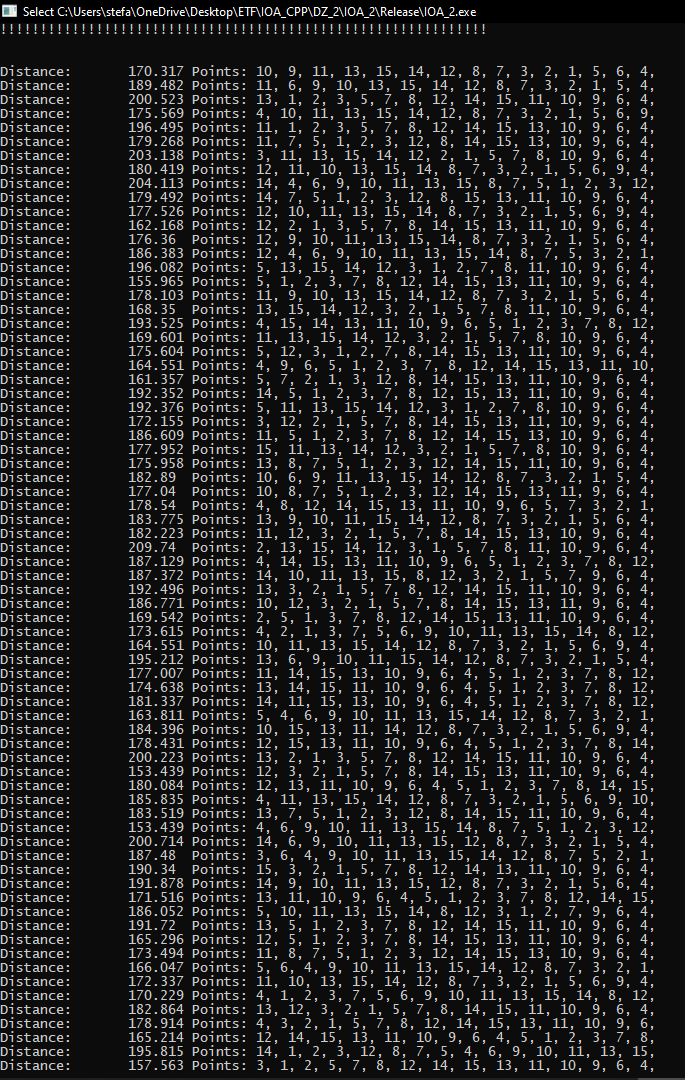 Select C:\Users\stefa\OneDrive\Desktop\ETF\IOA_CPP\DZ_2\IOA_2\Release\IOA_2.exe
!!!!!!!!!!!!!!!!!!!!!!!!!!!!!!!!!!!!!!!!!!!!!!!!!!!!!!!!!!!!!
Distance: 170.317 Points: 10, 9, 11, 13, 15, 14, 12, 8, 7, 3, 2, 1, 5, 6, 4,
Distance: 189.482 Points: 11, 6, 9, 10, 13, 15, 14, 12, 8, 7, 3, 2, 1, 5, 4,
Distance: 200.523 Points: 13, 1, 2, 3, 5, 7, 8, 12, 14, 15, 11, 10, 9, 6, 4,
Distance: 175.569 Points: 4, 10, 11, 13, 15, 14, 12, 8, 7, 3, 2, 1, 5, 6, 9,
Distance: 196.495 Points: 11, 1, 2, 3, 5, 7, 8, 12, 14, 15, 13, 10, 9, 6, 4,
Distance: 179.268 Points: 11, 7, 5, 1, 2, 3, 12, 8, 14, 15, 13, 10, 9, 6, 4,
Distance: 203.138 Points: 3, 11, 13, 15, 14, 12, 2, 1, 5, 7, 8, 10, 9, 6, 4,
Distance: 180.419 Points: 12, 11, 10, 13, 15, 14, 8, 7, 3, 2, 1, 5, 6, 9, 4,
Distance: 204.113 Points: 14, 4, 6, 9, 10, 11, 13, 15, 8, 7, 5, 1, 2, 3, 12,
Distance: 179.492 Points: 14, 7, 5, 1, 2, 3, 12, 8, 15, 13, 11, 10, 9, 6, 4,
Distance: 177.526 Points: 12, 10, 11, 13, 15, 14, 8, 7, 3, 2, 1, 5, 6, 9, 4,
Distance: 162.168 Points: 12, 2, 1, 3, 5, 7, 8, 14, 15, 13, 11, 10, 9, 6, 4,
Distance: 176.36 Points: 12, 9, 10, 11, 13, 15, 14, 8, 7, 3, 2, 1, 5, 6, 4,
Distance: 186.383 Points: 12, 4, 6, 9, 10, 11, 13, 15, 14, 8, 7, 5, 3, 2, 1,
Distance: 196.082 Points: 5, 13, 15, 14, 12, 3, 1, 2, 7, 8, 11, 10, 9, 6, 4,
Distance: 155.965 Points: 5, 1, 2, 3, 7, 8, 12, 14, 15, 13, 11, 10, 9, 6, 4,
Distance: 178.103 Points: 11, 9, 10, 13, 15, 14, 12, 8, 7, 3, 2, 1, 5, 6, 4,
Distance: 168.35 Points: 13, 15, 14, 12, 3, 2, 1, 5, 7, 8, 11, 10, 9, 6, 4,
Distance: 193.525 Points: 4, 15, 14, 13, 11, 10, 9, 6, 5, 1, 2, 3, 7, 8, 12,
Distance: 169.601 Points: 11, 13, 15, 14, 12, 3, 2, 1, 5, 7, 8, 10, 9, 6, 4,
Distance: 175.604 Points: 5, 12, 3, 1, 2, 7, 8, 14, 15, 13, 11, 10, 9, 6, 4,
Distance: 164.551 Points: 4, 9, 6, 5, 1, 2, 3, 7, 8, 12, 14, 15, 13, 11, 10,
Distance: 161.357 Points: 5, 7, 2, 1, 3, 12, 8, 14, 15, 13, 11, 10, 9, 6, 4,
Distance: 192.352 Points: 14, 5, 1, 2, 3, 7, 8, 12, 15, 13, 11, 10, 9, 6, 4,
Distance: 192.376 Points: 5, 11, 13, 15, 14, 12, 3, 1, 2, 7, 8, 10, 9, 6, 4,
Distance: 172.155 Points: 3, 12, 2, 1, 5, 7, 8, 14, 15, 13, 11, 10, 9, 6, 4,
Distance: 186.609 Points: 11, 5, 1, 2, 3, 7, 8, 12, 14, 15, 13, 10, 9, 6, 4,
Distance: 177.952 Points: 15, 11, 13, 14, 12, 3, 2, 1, 5, 7, 8, 10, 9, 6, 4,
Distance: 175.958 Points: 13, 8, 7, 5, 1, 2, 3, 12, 14, 15, 11, 10, 9, 6, 4,
Distance: 182.89 Points: 10, 6, 9, 11, 13, 15, 14, 12, 8, 7, 3, 2, 1, 5, 4,
Distance: 177.04 Points: 10, 8, 7, 5, 1, 2, 3, 12, 14, 15, 13, 11, 9, 6, 4,
Distance: 178.54 Points: 4, 8, 12, 14, 15, 13, 11, 10, 9, 6, 5, 7, 3, 2, 1,
Distance: 183.775 Points: 13, 9, 10, 11, 15, 14, 12, 8, 7, 3, 2, 1, 5, 6, 4,
Distance: 182.223 Points: 11, 12, 3, 2, 1, 5, 7, 8, 14, 15, 13, 10, 9, 6, 4,
Distance: 209.74 Points: 2, 13, 15, 14, 12, 3, 1, 5, 7, 8, 11, 10, 9, 6, 4,
Distance: 187.129 Points: 4, 14, 15, 13, 11, 10, 9, 6, 5, 1, 2, 3, 7, 8, 12,
Distance: 187.372 Points: 14, 10, 11, 13, 15, 8, 12, 3, 2, 1, 5, 7, 9, 6, 4,
Distance: 192.496 Points: 13, 3, 2, 1, 5, 7, 8, 12, 14, 15, 11, 10, 9, 6, 4,
Distance: 186.771 Points: 10, 12, 3, 2, 1, 5, 7, 8, 14, 15, 13, 11, 9, 6, 4,
Distance: 169.542 Points: 2, 5, 1, 3, 7, 8, 12, 14, 15, 13, 11, 10, 9, 6, 4,
Distance: 173.615 Points: 4, 2, 1, 3, 7, 5, 6, 9, 10, 11, 13, 15, 14, 8, 12,
Distance: 164.551 Points: 10, 11, 13, 15, 14, 12, 8, 7, 3, 2, 1, 5, 6, 9, 4,
Distance: 195.212 Points: 13, 6, 9, 10, 11, 15, 14, 12, 8, 7, 3, 2, 1, 5, 4,
Distance: 177.007 Points: 11, 14, 15, 13, 10, 9, 6, 4, 5, 1, 2, 3, 7, 8, 12,
Distance: 174.638 Points: 13, 14, 15, 11, 10, 9, 6, 4, 5, 1, 2, 3, 7, 8, 12,
Distance: 181.337 Points: 14, 11, 15, 13, 10, 9, 6, 4, 5, 1, 2, 3, 7, 8, 12,
Distance: 163.811 Points: 5, 4, 6, 9, 10, 11, 13, 15, 14, 12, 8, 7, 3, 2, 1,
Distance: 184.396 Points: 10, 15, 13, 11, 14, 12, 8, 7, 3, 2, 1, 5, 6, 9, 4,
Distance: 178.431 Points: 12, 15, 13, 11, 10, 9, 6, 4, 5, 1, 2, 3, 7, 8, 14,
Distance: 200.223 Points: 13, 2, 1, 3, 5, 7, 8, 12, 14, 15, 11, 10, 9, 6, 4,
Distance: 153.439 Points: 12, 3, 2, 1, 5, 7, 8, 14, 15, 13, 11, 10, 9, 6, 4,
Distance: 180.084 Points: 12, 13, 11, 10, 9, 6, 4, 5, 1, 2, 3, 7, 8, 14, 15,
Distance: 185.835 Points: 4, 11, 13, 15, 14, 12, 8, 7, 3, 2, 1, 5, 6, 9, 10,
Distance: 183.519 Points: 13, 7, 5, 1, 2, 3, 12, 8, 14, 15, 11, 10, 9, 6, 4,
Distance: 153.439 Points: 4, 6, 9, 10, 11, 13, 15, 14, 8, 7, 5, 1, 2, 3, 12,
Distance: 200.714 Points: 14, 6, 9, 10, 11, 13, 15, 12, 8, 7, 3, 2, 1, 5, 4,
Distance: 187.48 Points: 3, 6, 4, 9, 10, 11, 13, 15, 14, 12, 8, 7, 5, 2, 1,
Distance: 190.34 Points: 15, 3, 2, 1, 5, 7, 8, 12, 14, 13, 11, 10, 9, 6, 4,
Distance: 191.878 Points: 14, 9, 10, 11, 13, 15, 12, 8, 7, 3, 2, 1, 5, 6, 4,
Distance: 171.516 Points: 13, 11, 10, 9, 6, 4, 5, 1, 2, 3, 7, 8, 12, 14, 15,
Distance: 186.052 Points: 5, 10, 11, 13, 15, 14, 8, 12, 3, 1, 2, 7, 9, 6, 4,
Distance: 191.72 Points: 13, 5, 1, 2, 3, 7, 8, 12, 14, 15, 11, 10, 9, 6, 4,
Distance: 165.296 Points: 12, 5, 1, 2, 3, 7, 8, 14, 15, 13, 11, 10, 9, 6, 4,
Distance: 173.494 Points: 11, 8, 7, 5, 1, 2, 3, 12, 14, 15, 13, 10, 9, 6, 4,
Distance: 166.047 Points: 5, 6, 4, 9, 10, 11, 13, 15, 14, 12, 8, 7, 3, 2, 1,
Distance: 172.337 Points: 11, 10, 13, 15, 14, 12, 8, 7, 3, 2, 1, 5, 6, 9, 4,
Distance: 170.229 Points: 4, 1, 2, 3, 7, 5, 6, 9, 10, 11, 13, 15, 14, 8, 12,
Distance: 182.864 Points: 13, 12, 3, 2, 1, 5, 7, 8, 14, 15, 11, 10, 9, 6, 4,
Distance: 178.914 Points: 4, 3, 2, 1, 5, 7, 8, 12, 14, 15, 13, 11, 10, 9, 6,
Distance: 165.214 Points: 12, 14, 15, 13, 11, 10, 9, 6, 4, 5, 1, 2, 3, 7, 8,
Distance: 195.815 Points: 14, 1, 2, 3, 12, 8, 7, 5, 4, 6, 9, 10, 11, 13, 15,
Distance: 157.563 Points: 3, 1, 2, 5, 7, 8, 12, 14, 15, 13, 11, 10, 9, 6, 4,